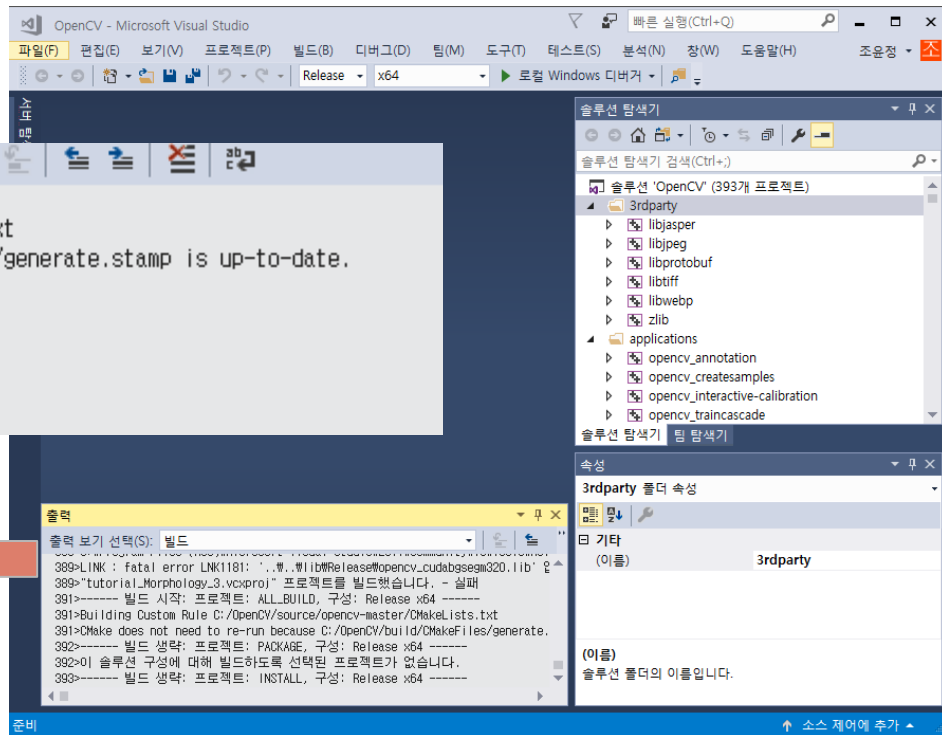 OpenCV - Microsoft Visual Studio
빠른 실행(Ctrl+Q)
파일(F) 편집(E) 보기(V) 프로젝트(P) 빌드(B) 디버그(D) 팀(M) 도구(T) 테스트(S) 분석(N) 창(W) 도움말(H) 조윤정 조
Release x64 로컬 Windows 디버거
서버
솔루션 탐색기
솔루션 탐색기 검색(Ctrl+;)
솔루션 'OpenCV' (393개 프로젝트)
3rdparty
libjasper
libjpeg
libprotobuf
libtiff
libwebp
zlib
applications
opencv_annotation
opencv_createsamples
opencv_interactive-calibration
opencv_traincascade
솔루션 탐색기 팀 탐색기
xt
/generate.stamp is up-to-date.
속성
3rdparty 폴더 속성
기타
(이름) 3rdparty
(이름)
솔루션 폴더의 이름입니다.
출력
출력 보기 선택(S): 빌드
389>LINK : fatal error LNK1181: '..₩..₩lib₩Release₩opencv_cudabgsegm320.lib'
389>"tutorial_Morphology_3.vcxproj" 프로젝트를 빌드했습니다. - 실패
391>------ 빌드 시작: 프로젝트: ALL_BUILD, 구성: Release x64 ------
391>Building Custom Rule C:/OpenCV/source/opencv-master/CMakeLists.txt
391>CMake does not need to re-run because C:/OpenCV/build/CMakeFiles/generate.
392>------ 빌드 생략: 프로젝트: PACKAGE, 구성: Release x64 ------
392>이 솔루션 구성에 대해 빌드하도록 선택된 프로젝트가 없습니다.
393>------ 빌드 생략: 프로젝트: INSTALL, 구성: Release x64 ------
준비 소스 제어에 추가